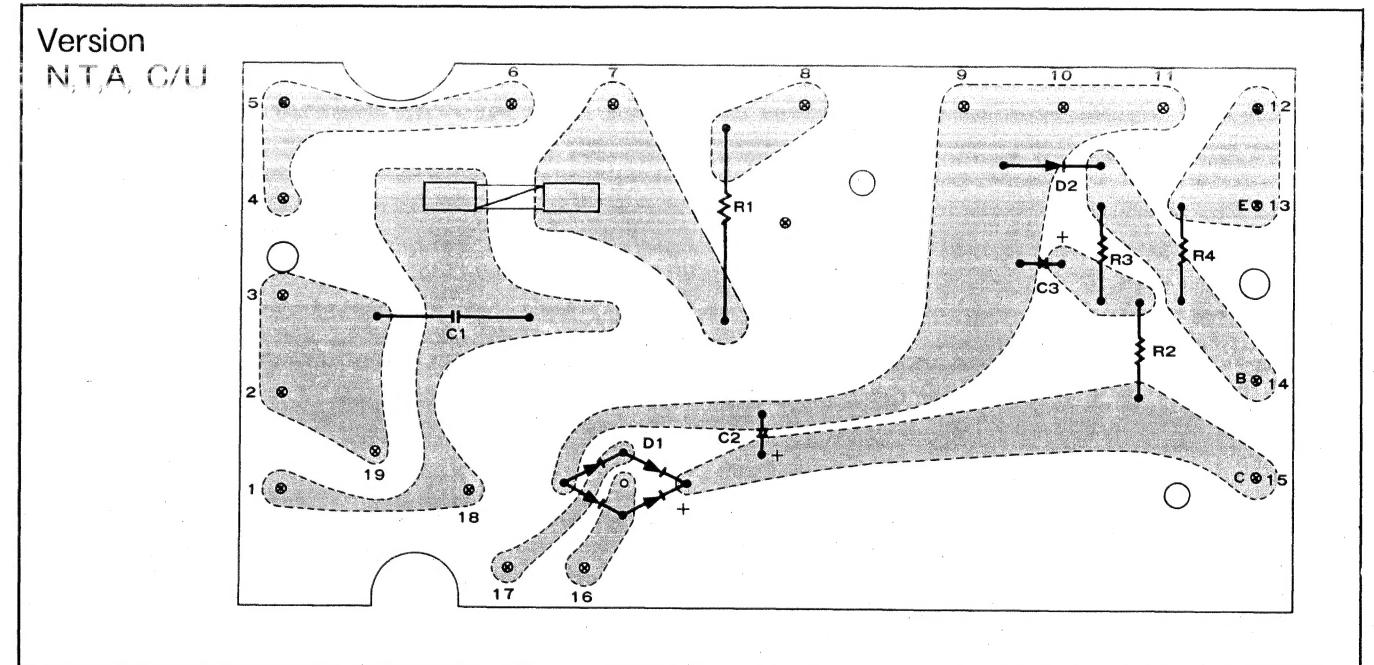 Version
N,T,A, C/U
6 7 8 9 10 11
5 12
4 R1 D2 E 13
+
3 C3 R3 R4
C1
R2
2 B 14
C2 D1 +
19
1 C 15
18 +
17 16